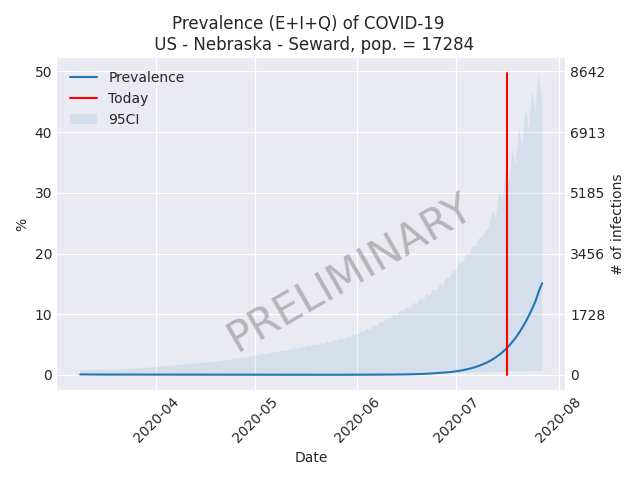 Prevalence (E+I+Q) of COVID-19
US - Nebraska - Seward, pop. = 17284
Prevalence
Today
95CI
50
40
30
20
10
0
%
8642
6913
5185
3456
1728
0
# of infections
PRELIMINARY
2020-04
2020-05
2020-06
2020-07
2020-08
Date